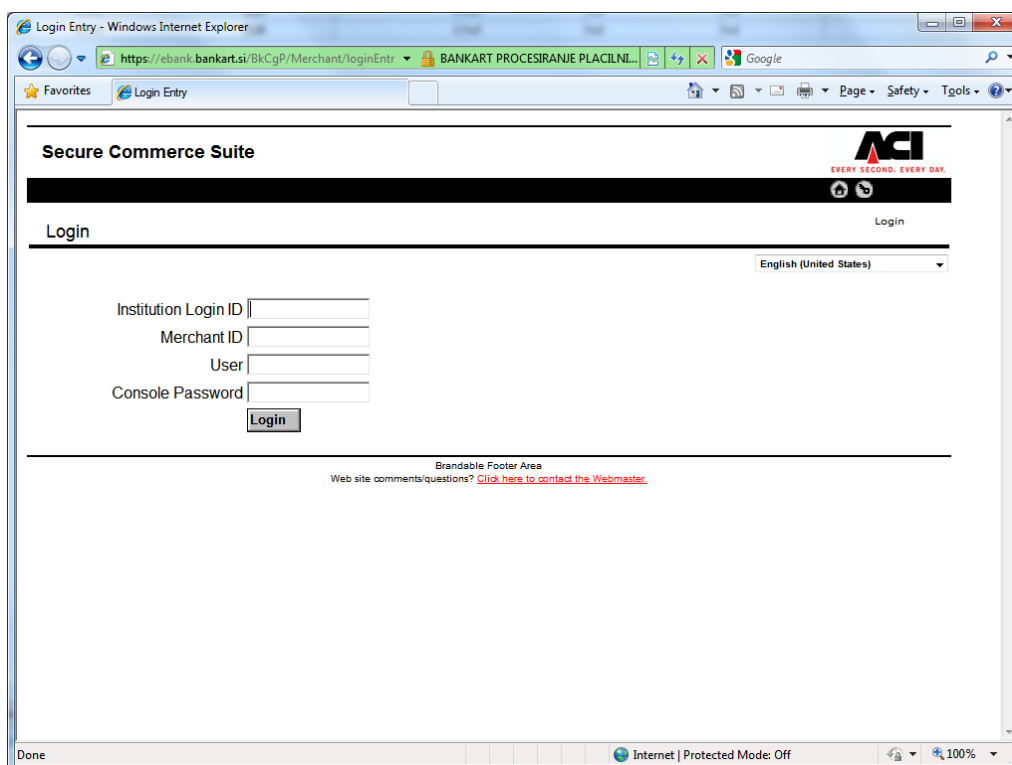 Login Entry - Windows Internet Explorer
https://ebank.bankart.si/BkCgP/Merchant/loginEntr BANKART PROCESIRANJE PLACILNI... Google
Favorites Login Entry Page Safety Tools
Secure Commerce Suite
ACI
EVERY SECOND. EVERY DAY.
Login
Login
English (United States)
Institution Login ID
Merchant ID
User
Console Password
Login
Brandable Footer Area
Web site comments/questions? Click here to contact the Webmaster.
Done Internet | Protected Mode: Off 100%